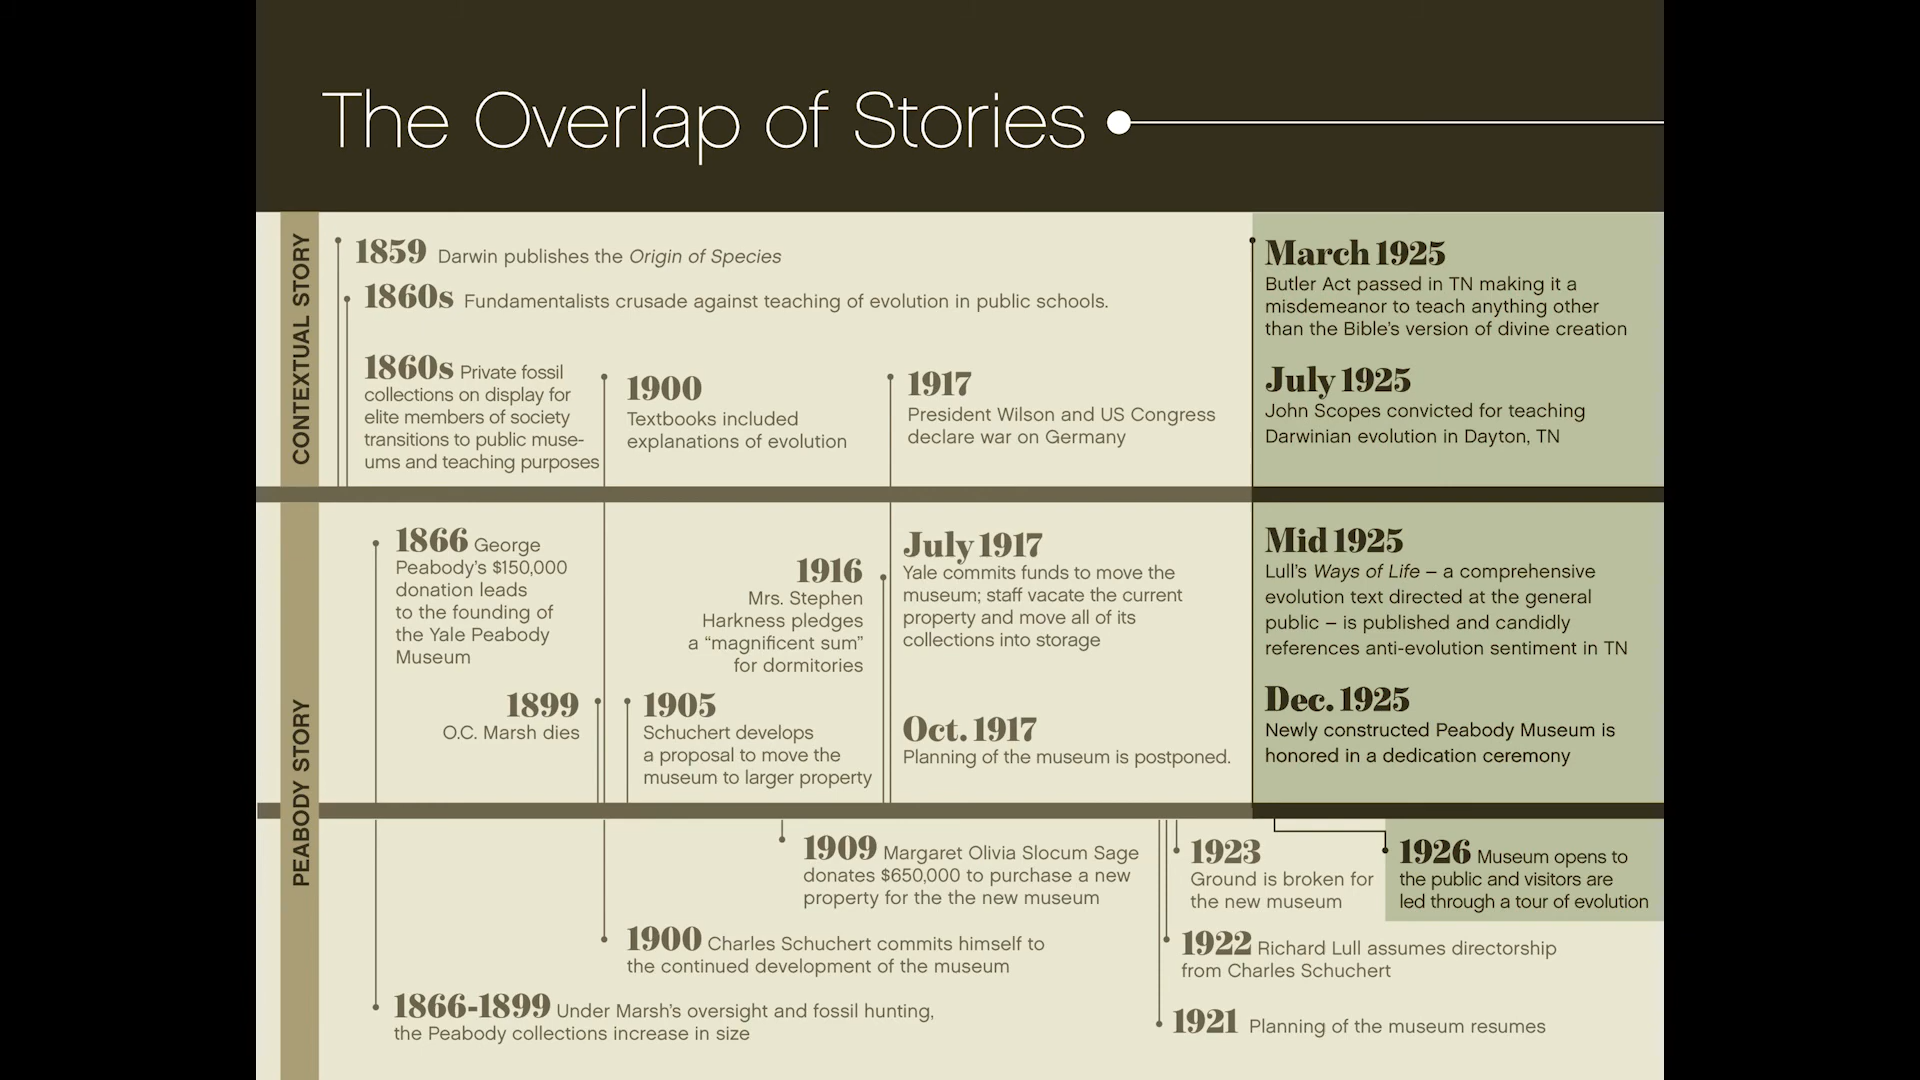 The Overlap of Stories
CONTEXTUAL STORY
1859 Darwin publishes the Origin of Species
1860s Fundamentalists crusade against teaching of evolution in public schools.
1860s Private fossil
collections on display for
elite members of society
transitions to public muse-
ums and teaching purposes
1900
Textbooks included
explanations of evolution
1917
President Wilson and US Congress
declare war on Germany
March 1925
Butler Act passed in TN making it a
misdemeanor to teach anything other
than the Bible's version of divine creation
July 1925
John Scopes convicted for teaching
Darwinian evolution in Dayton, TN
PEABODY STORY
1866 George
Peabody's $150,000
donation leads
to the founding of
the Yale Peabody
Museum
1899
O.C. Marsh dies
1905
Schuchert develops
a proposal to move the
museum to larger property
1916
Mrs. Stephen
Harkness pledges
a “magnificent sum”
for dormitories
July 1917
Yale commits funds to move the
museum; staff vacate the current
property and move all of its
collections into storage
Oct. 1917
Planning of the museum is postponed.
Mid 1925
Lull's Ways of Life – a comprehensive
evolution text directed at the general
public – is published and candidly
references anti-evolution sentiment in TN
Dec. 1925
Newly constructed Peabody Museum is
honored in a dedication ceremony
1909 Margaret Olivia Slocum Sage
donates $650,000 to purchase a new
property for the the new museum
1923
Ground is broken for
the new museum
1926 Museum opens to
the public and visitors are
led through a tour of evolution
1900 Charles Schuchert commits himself to
the continued development of the museum
1922 Richard Lull assumes directorship
from Charles Schuchert
1866-1899 Under Marsh's oversight and fossil hunting,
the Peabody collections increase in size
1921 Planning of the museum resumes